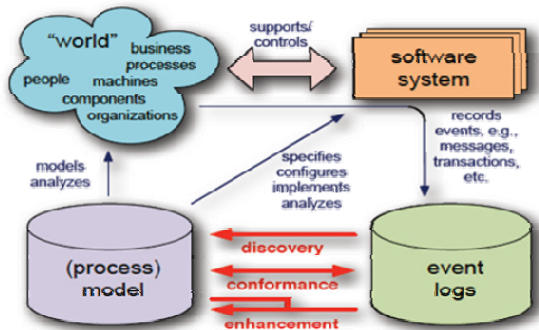 "world"
business
processes
people
machines
components
organizations
supports/
controls
software
system
records
events, e.g.,
messages,
transactions,
etc.
models
analyzes
specifies
configures
implements
analyzes
(process)
model
discovery
conformance
enhancement
event
logs